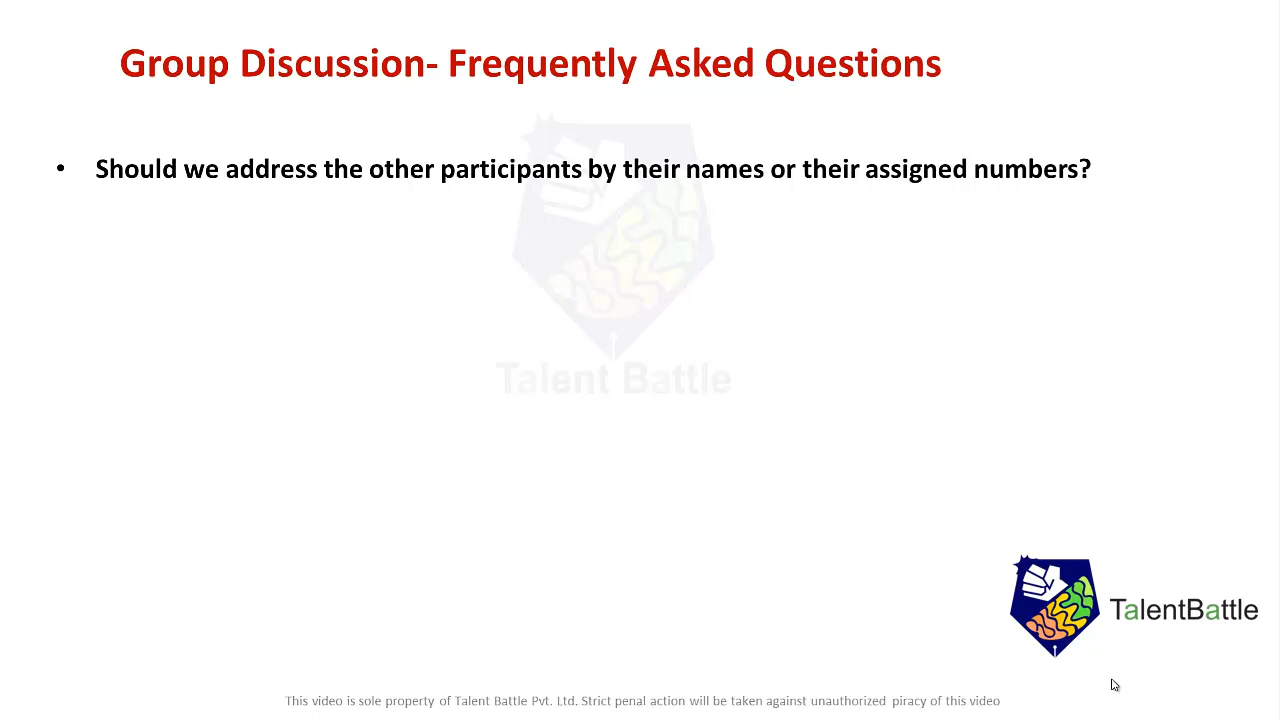 Group Discussion- Frequently Asked Questions
• Should we address the other participants by their names or their assigned numbers?
Talent Battle
TalentBattle
This video is sole property of Talent Battle Pvt. Ltd. Strict penal action will be taken against unauthorized piracy of this video